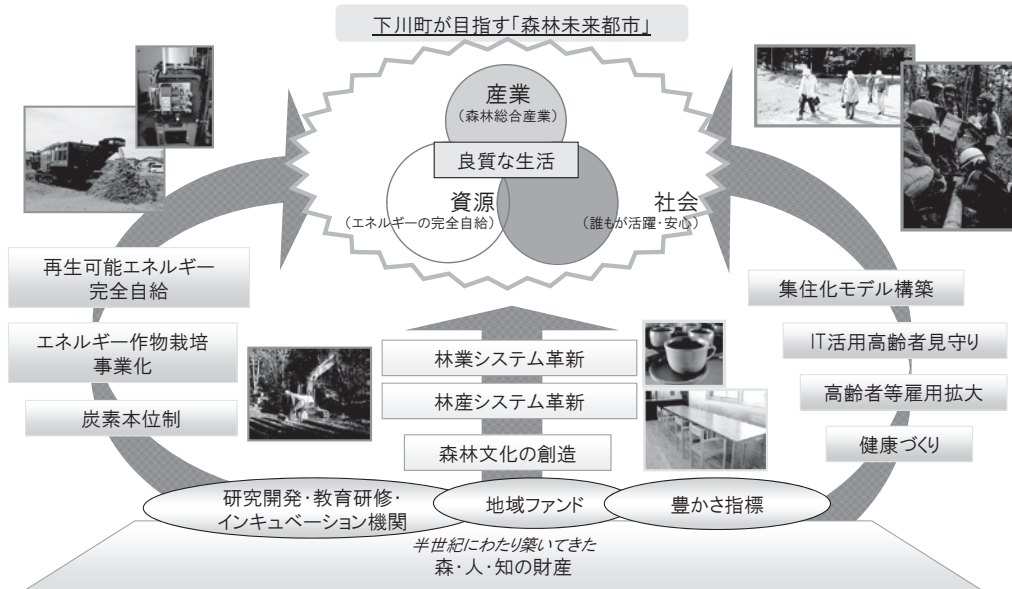 下川町が目指す「森林未来都市」
産業
(森林総合産業)
良質な生活
資源
(エネルギーの完全自給)
社会
(誰もが活躍・安心)
再生可能エネルギー
完全自給
エネルギー作物栽培
事業化
炭素本位制
林業システム革新
林産システム革新
森林文化の創造
集住化モデル構築
IT活用高齢者見守り
高齢者等雇用拡大
健康づくり
研究開発・教育研修・
インキュベーション機関
地域ファンド
豊かさ指標
半世紀にわたり築いてきた
森・人・知の財産